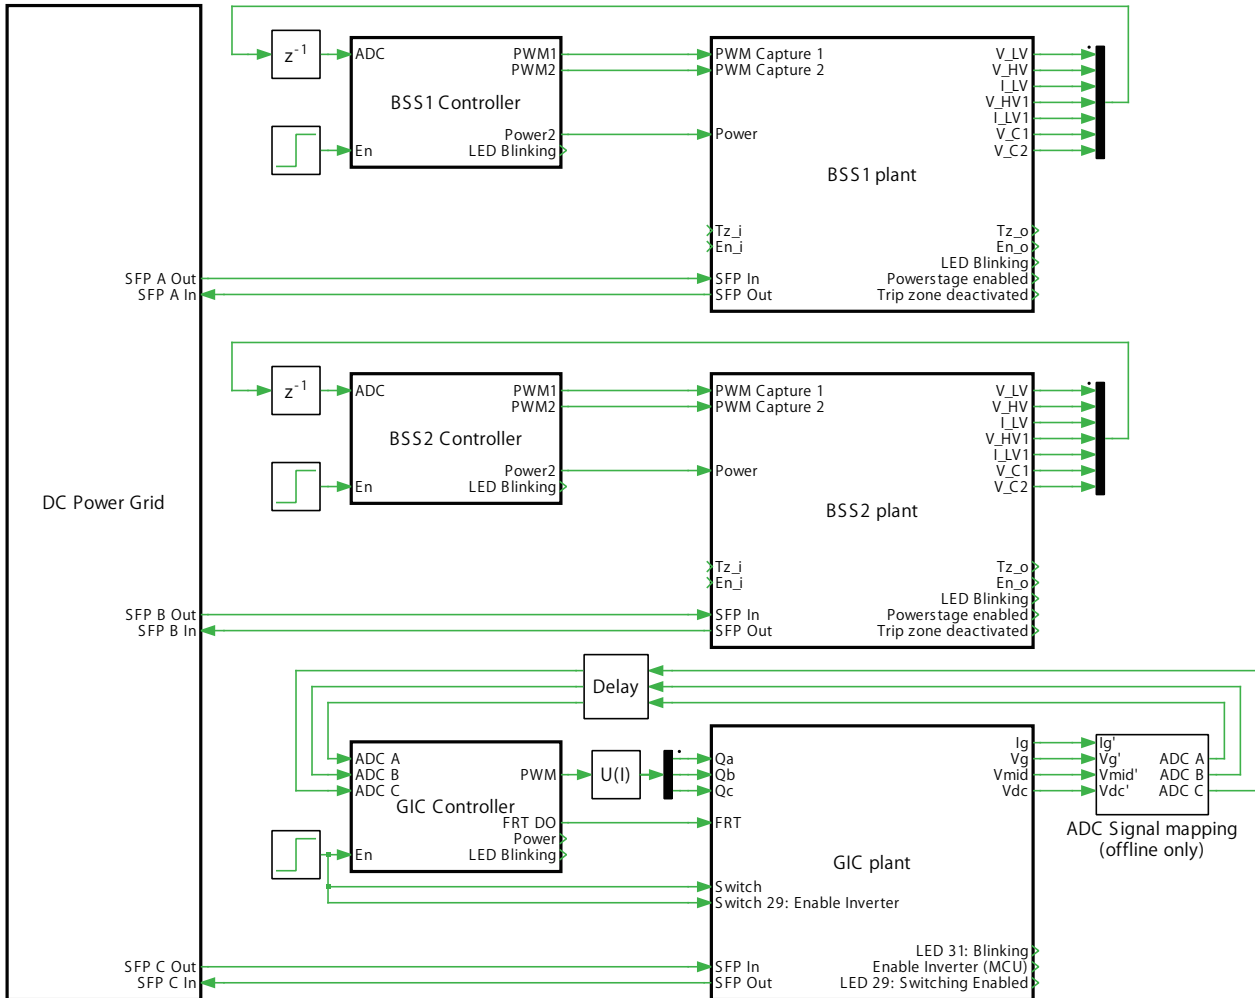 DC Power Grid
SFP A Out
SFP A In
SFP B Out
SFP B In
SFP C Out
SFP C In
z-1
ADC
En
BSS1 Controller
PWM1
PWM2
Power2
LED Blinking
PWM Capture 1
PWM Capture 2
Power
Tz_i
En_i
SFP In
SFP Out
BSS1 plant
V_LV
V_HV
I_LV
V_HV1
I_LV1
V_C1
V_C2
Tz_o
En_o
LED Blinking
Powerstage enabled
Trip zone deactivated
z-1
ADC
En
BSS2 Controller
PWM1
PWM2
Power2
LED Blinking
PWM Capture 1
PWM Capture 2
Power
Tz_i
En_i
SFP In
SFP Out
BSS2 plant
V_LV
V_HV
I_LV
V_HV1
I_LV1
V_C1
V_C2
Tz_o
En_o
LED Blinking
Powerstage enabled
Trip zone deactivated
Delay
ADC A
ADC B
ADC C
En
GIC Controller
PWM
FRT DO
Power
LED Blinking
U(I)
Qa
Qb
Qc
FRT
Switch
Switch 29: Enable Inverter
SFP In
SFP Out
GIC plant
Ig
Vg
Vmid
Vdc
LED 31: Blinking
Enable Inverter (MCU)
LED 29: Switching Enabled
Ig'
Vg'
Vmid'
Vdc'
ADC A
ADC B
ADC C
ADC Signal mapping
(offline only)